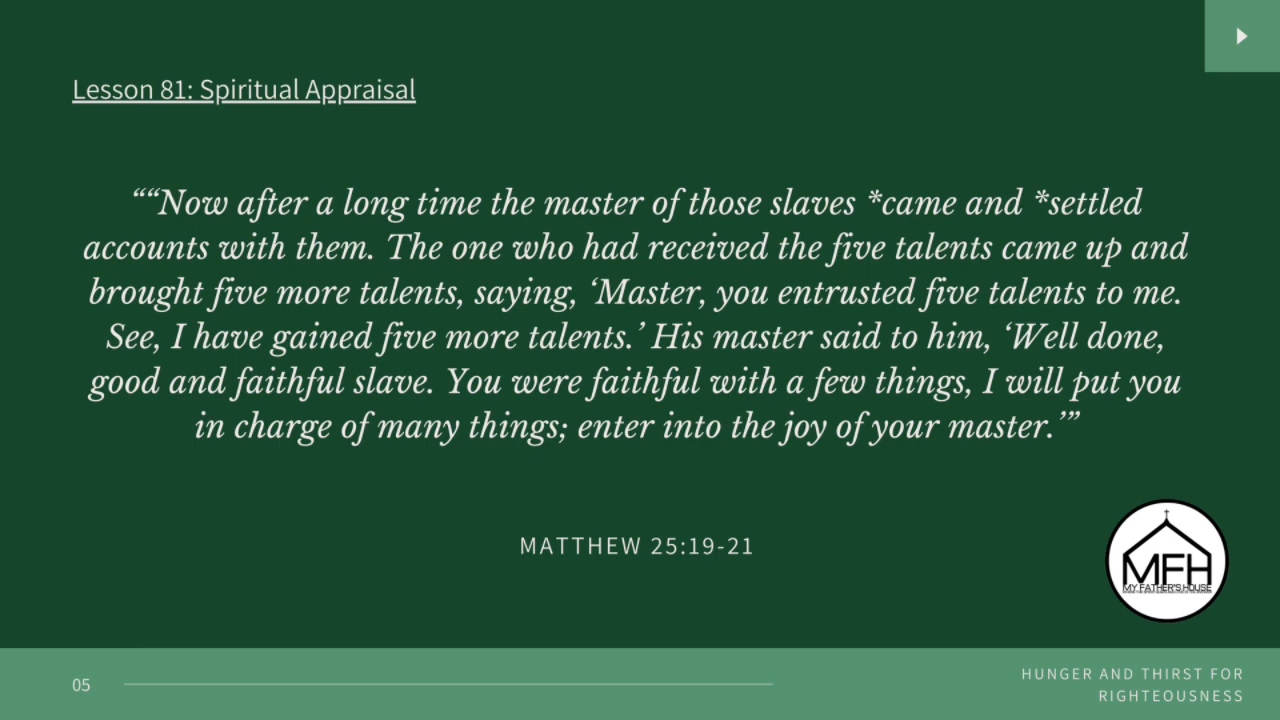 Lesson 81: Spiritual Appraisal
““Now after a long time the master of those slaves *came and *settled
accounts with them. The one who had received the five talents came up and
brought five more talents, saying, ‘Master, you entrusted five talents to me.
See, I have gained five more talents.’ His master said to him, ‘Well done,
good and faithful slave. You were faithful with a few things, I will put you
in charge of many things; enter into the joy of your master.’”
MATTHEW 25:19-21
MFH
MY FATHER'S HOUSE
05
HUNGER AND THIRST FOR
RIGHTEOUSNESS